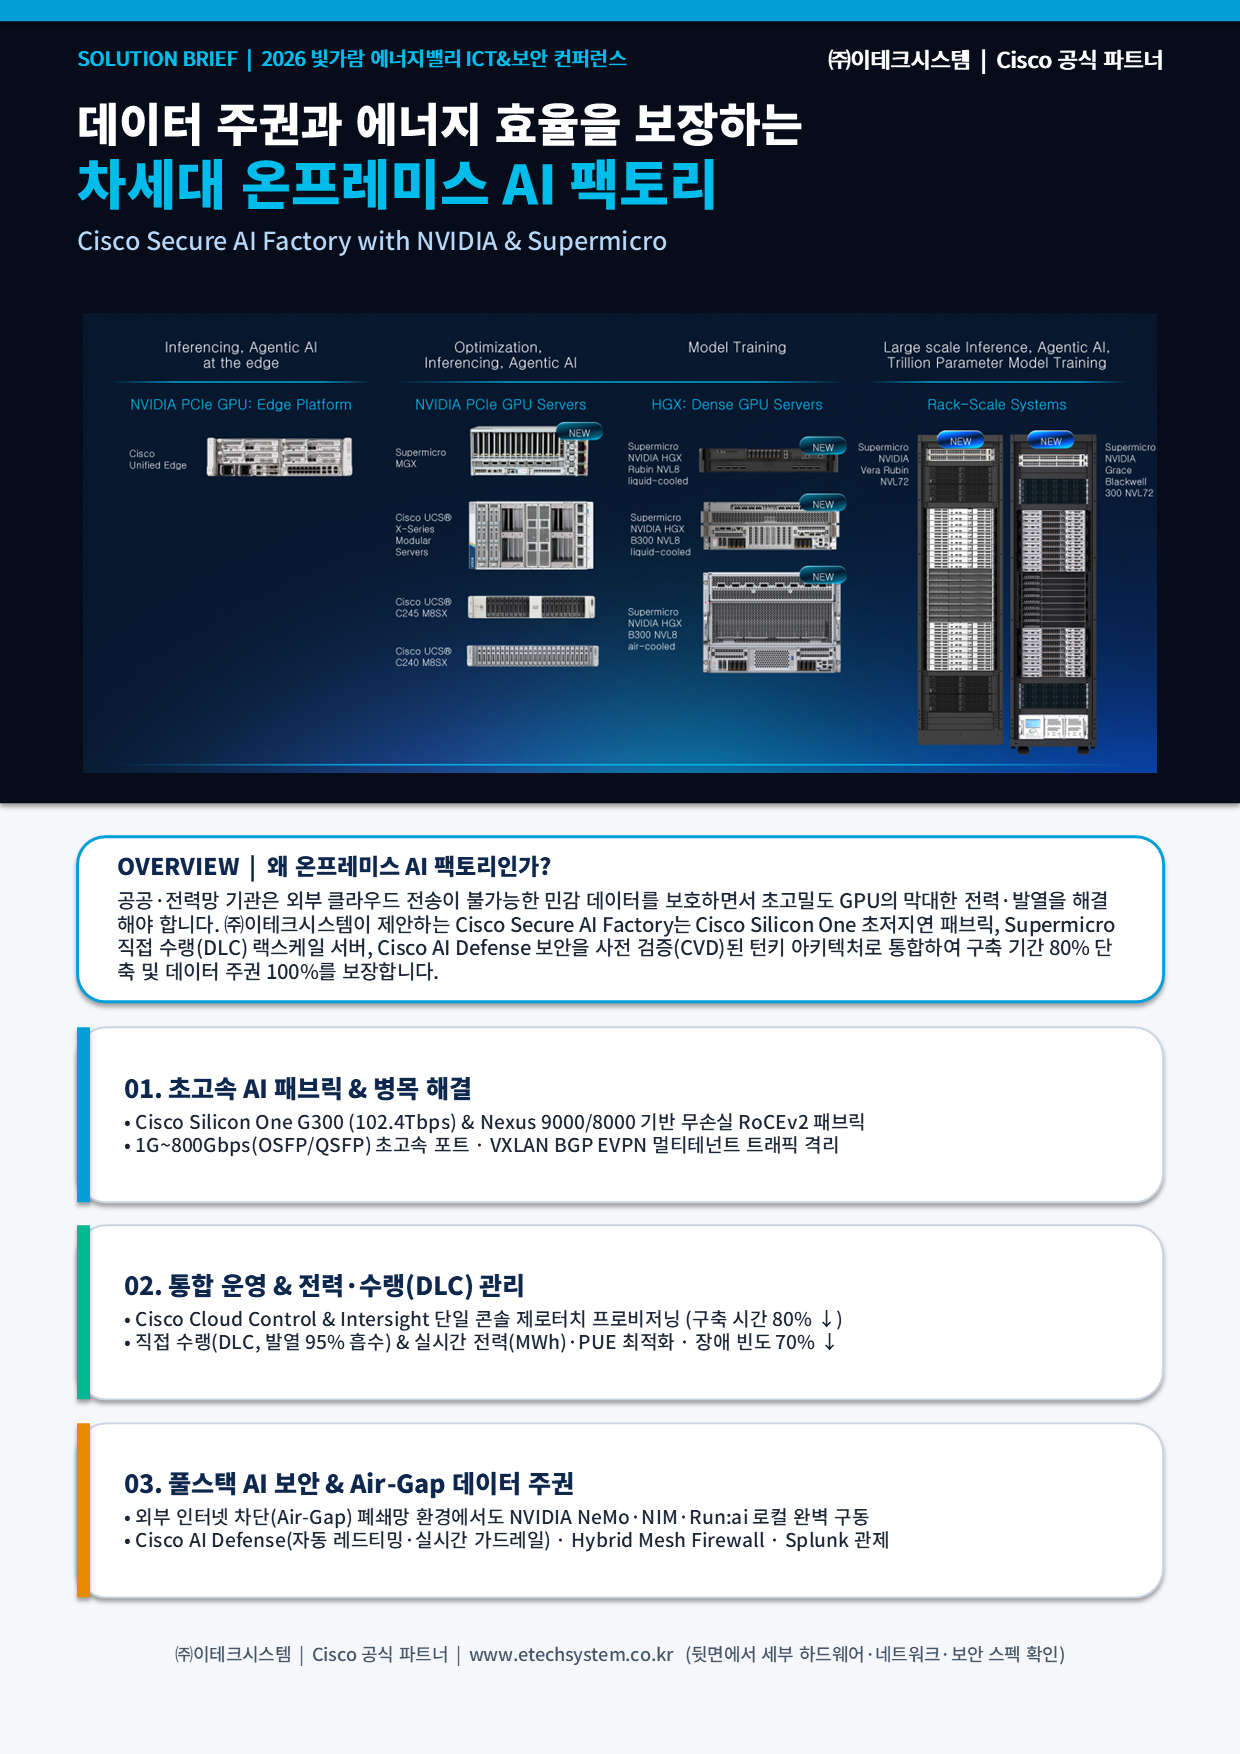 SOLUTION BRIEF | 2026 빛가람 에너지밸리 ICT&보안 컨퍼런스
㈜이테크시스템 | Cisco 공식 파트너
데이터 주권과 에너지 효율을 보장하는
차세대 온프레미스 AI 팩토리
Cisco Secure AI Factory with NVIDIA & Supermicro
Inferencing, Agentic AI
at the edge
NVIDIA PCIe GPU: Edge Platform
Cisco
Unified Edge
Optimization,
Inferencing, Agentic AI
NVIDIA PCIe GPU Servers
NEW
Supermicro
MGX
Cisco UCS®
X-Series
Modular
Servers
Cisco UCS®
C245 M8SX
Cisco UCS®
C240 M8SX
Model Training
HGX: Dense GPU Servers
NEW
Supermicro
NVIDIA HGX
Rubin NVL8
liquid-cooled
NEW
Supermicro
NVIDIA HGX
B300 NVL8
liquid-cooled
NEW
Supermicro
NVIDIA HGX
B300 NVL8
air-cooled
Large scale Inference, Agentic AI,
Trillion Parameter Model Training
Rack-Scale Systems
NEW
Supermicro
NVIDIA
Vera Rubin
NVL72
NEW
Supermicro
NVIDIA
Grace
Blackwell
300 NVL72
OVERVIEW | 왜 온프레미스 AI 팩토리인가?
공공·전력망 기관은 외부 클라우드 전송이 불가능한 민감 데이터를 보호하면서 초고밀도 GPU의 막대한 전력·발열을 해결
해야 합니다. ㈜이테크시스템이 제안하는 Cisco Secure AI Factory는 Cisco Silicon One 초저지연 패브릭, Supermicro
직접 수랭(DLC) 랙스케일 서버, Cisco AI Defense 보안을 사전 검증(CVD)된 턴키 아키텍처로 통합하여 구축 기간 80% 단
축 및 데이터 주권 100%를 보장합니다.
01. 초고속 AI 패브릭 & 병목 해결
• Cisco Silicon One G300 (102.4Tbps) & Nexus 9000/8000 기반 무손실 RoCEv2 패브릭
• 1G~800Gbps(OSFP/QSFP) 초고속 포트 · VXLAN BGP EVPN 멀티테넌트 트래픽 격리
02. 통합 운영 & 전력·수랭(DLC) 관리
• Cisco Cloud Control & Intersight 단일 콘솔 제로터치 프로비저닝 (구축 시간 80% ↓)
• 직접 수랭(DLC, 발열 95% 흡수) & 실시간 전력(MWh)·PUE 최적화 · 장애 빈도 70% ↓
03. 풀스택 AI 보안 & Air-Gap 데이터 주권
• 외부 인터넷 차단(Air-Gap) 폐쇄망 환경에서도 NVIDIA NeMo·NIM·Run:ai 로컬 완벽 구동
• Cisco AI Defense(자동 레드티밍·실시간 가드레일) · Hybrid Mesh Firewall · Splunk 관제
㈜이테크시스템 | Cisco 공식 파트너 | www.etechsystem.co.kr (뒷면에서 세부 하드웨어·네트워크·보안 스펙 확인)